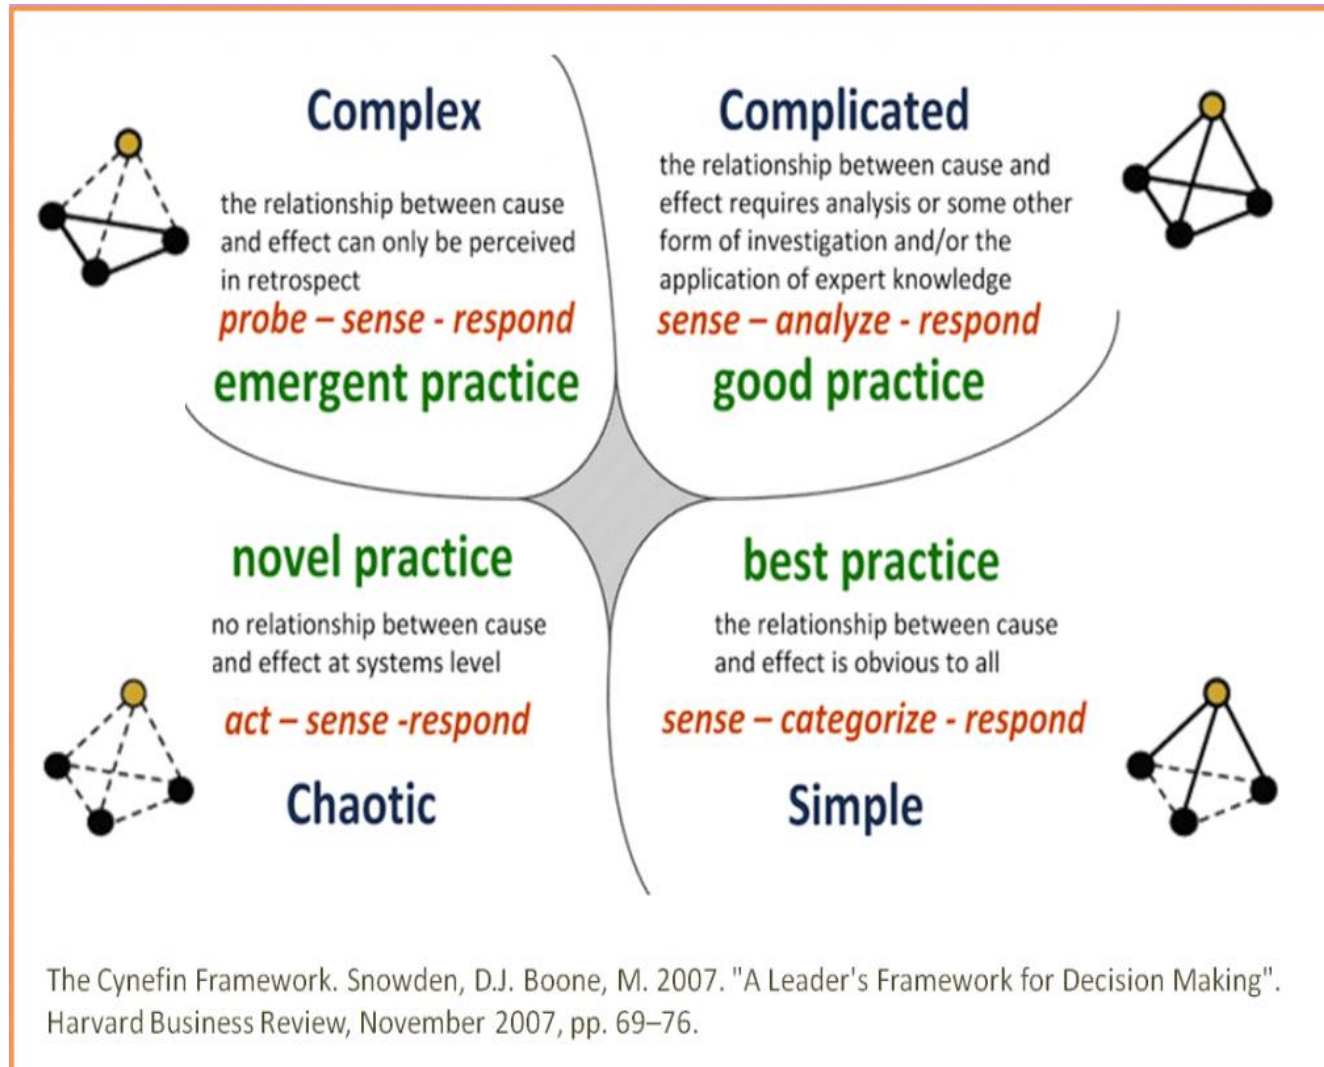 Complex
the relationship between cause
and effect can only be perceived
in retrospect
probe – sense - respond
emergent practice
Complicated
the relationship between cause and
effect requires analysis or some other
form of investigation and/or the
application of expert knowledge
sense – analyze - respond
good practice
novel practice
no relationship between cause
and effect at systems level
act – sense -respond
Chaotic
best practice
the relationship between cause
and effect is obvious to all
sense – categorize - respond
Simple
The Cynefin Framework. Snowden, D.J. Boone, M. 2007. "A Leader's Framework for Decision Making".
Harvard Business Review, November 2007, pp. 69–76.